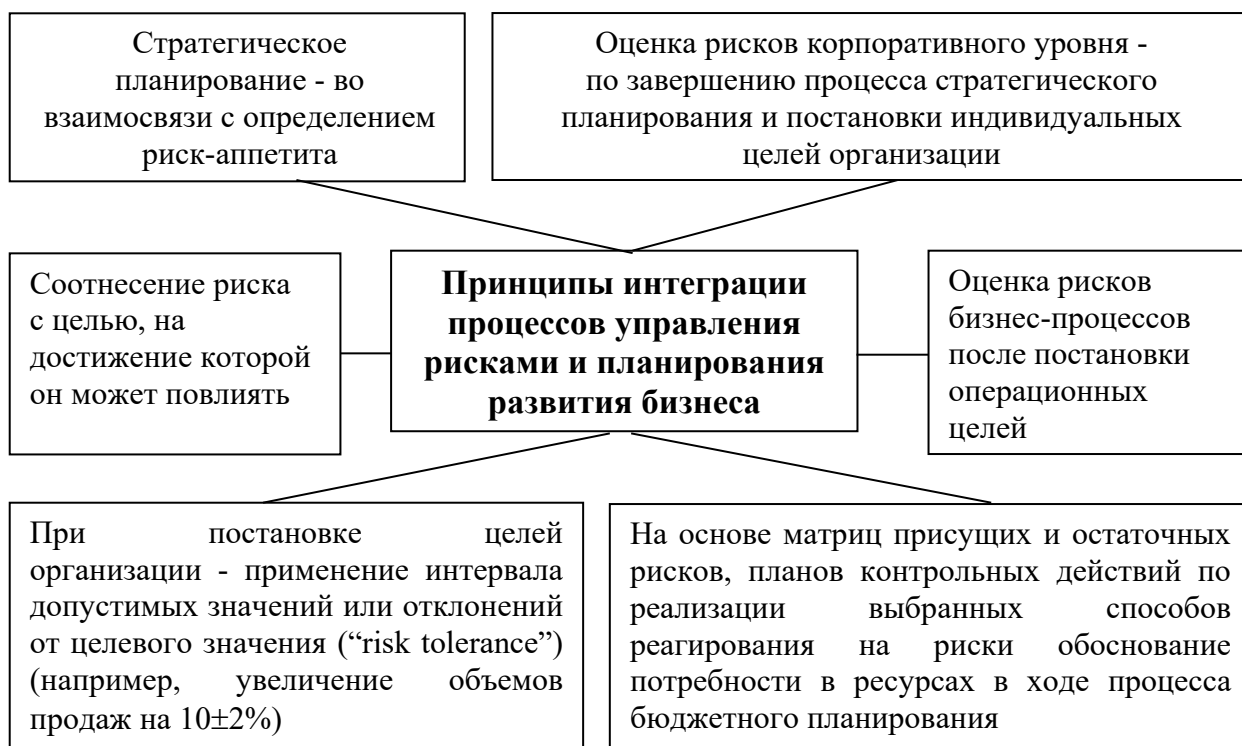 Стратегическое
планирование - во
взаимосвязи с определением
риск-аппетита
Оценка рисков корпоративного уровня -
по завершению процесса стратегического
планирования и постановки индивидуальных
целей организации
Соотнесение риска
с целью, на
достижение которой
он может повлиять
Принципы интеграции
процессов управления
рисками и планирования
развития бизнеса
Оценка рисков
бизнес-процессов
после постановки
операционных
целей
При постановке целей
организации - применение интервала
допустимых значений или отклонений
от целевого значения (“risk tolerance”)
(например, увеличение объемов
продаж на 10±2%)
На основе матриц присущих и остаточных
рисков, планов контрольных действий по
реализации выбранных способов
реагирования на риски обоснование
потребности в ресурсах в ходе процесса
бюджетного планирования